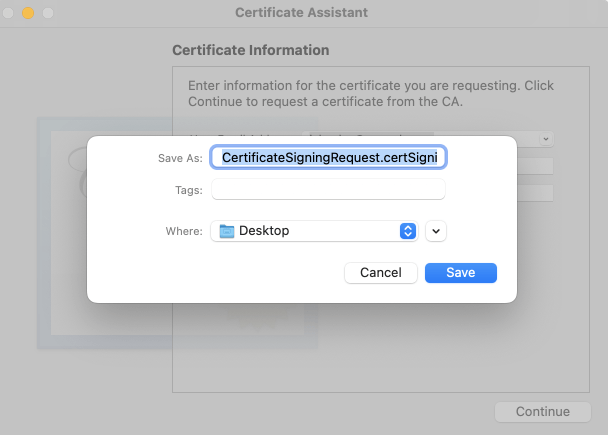 Certificate Assistant
Certificate Information
Enter information for the certificate you are requesting. Click
Continue to request a certificate from the CA.
Save As: CertificateSigningRequest.certSigni
Tags:
Where: Desktop
Cancel Save
Continue